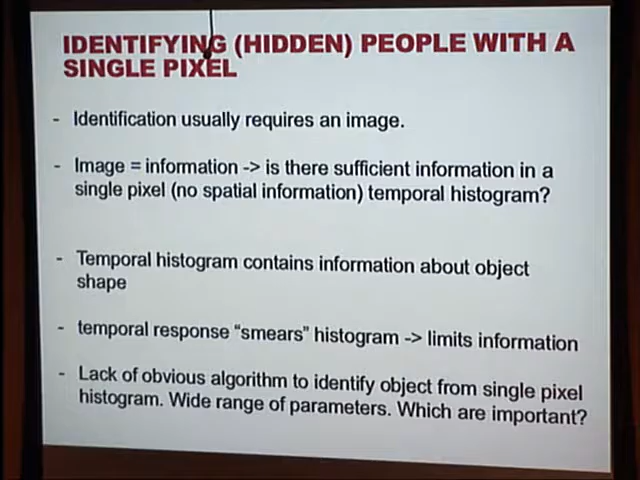 IDENTIFYING (HIDDEN) PEOPLE WITH A
SINGLE PIXEL
- Identification usually requires an image.
- Image = information -> is there sufficient information in a
single pixel (no spatial information) temporal histogram?
- Temporal histogram contains information about object
shape
- temporal response “smears” histogram -> limits information
- Lack of obvious algorithm to identify object from single pixel
histogram. Wide range of parameters. Which are important?